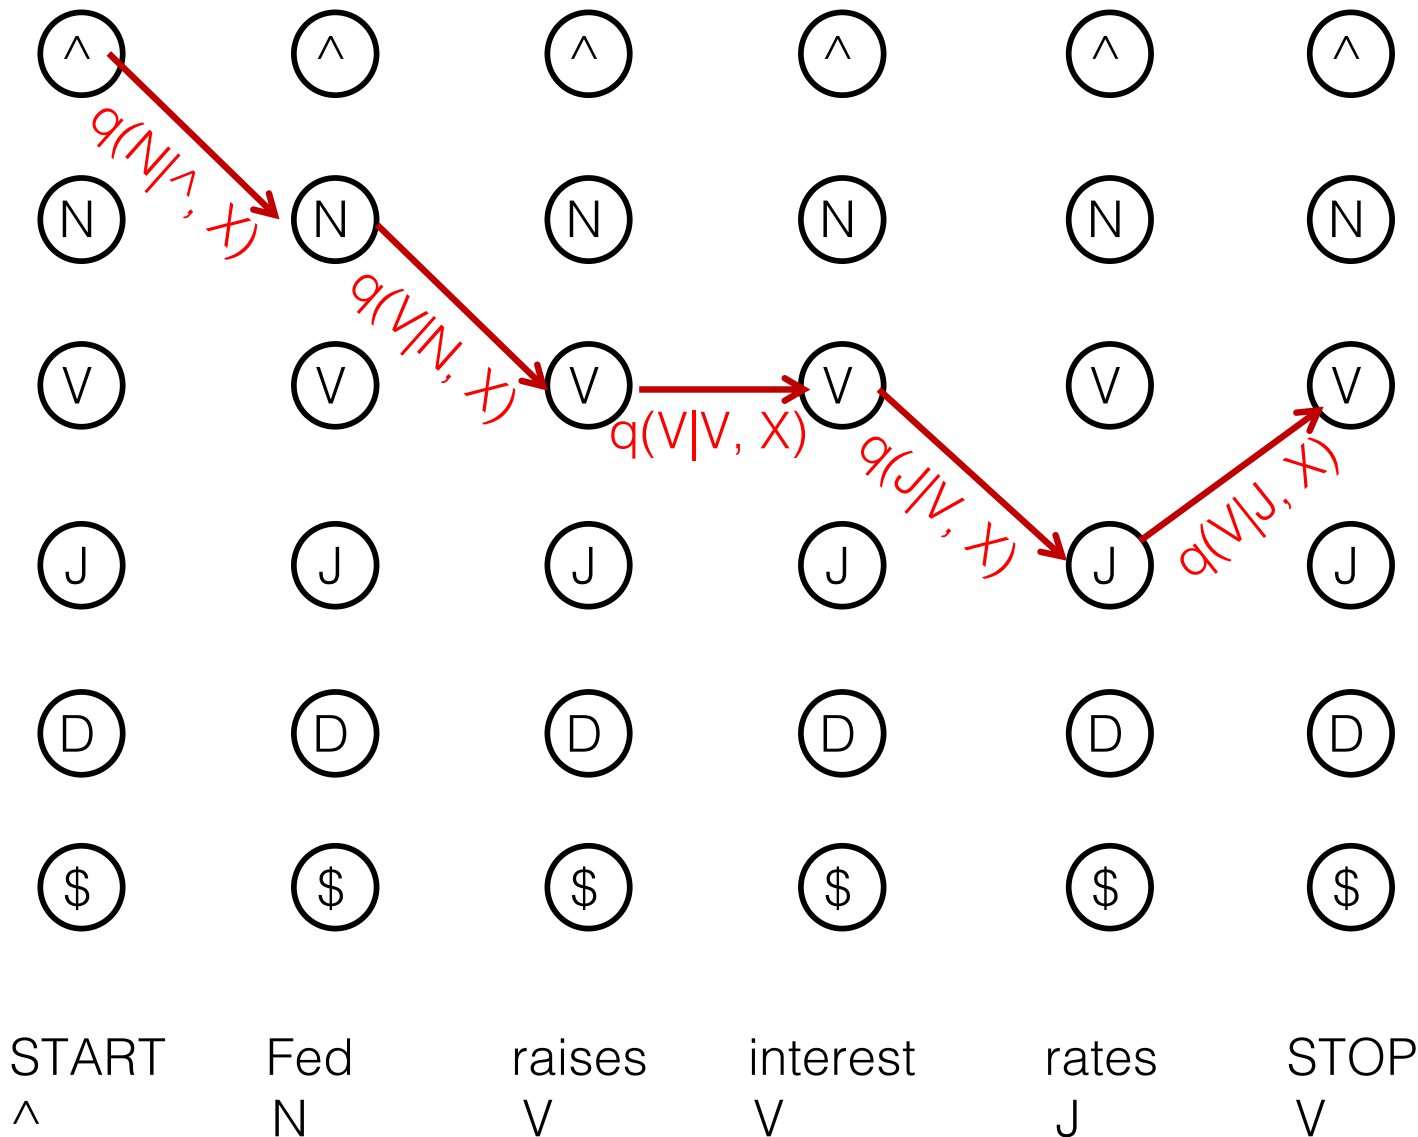 ^ ^ ^ ^ ^ ^
q(N|^, X)
N N N N N N
q(V|N, X)
V V V V V V
q(V|V, X)
q(J|V, X)
q(V|J, X)
J J J J J J
D D D D D D
$ $ $ $ $ $
START Fed raises interest rates STOP
^ N V V J V